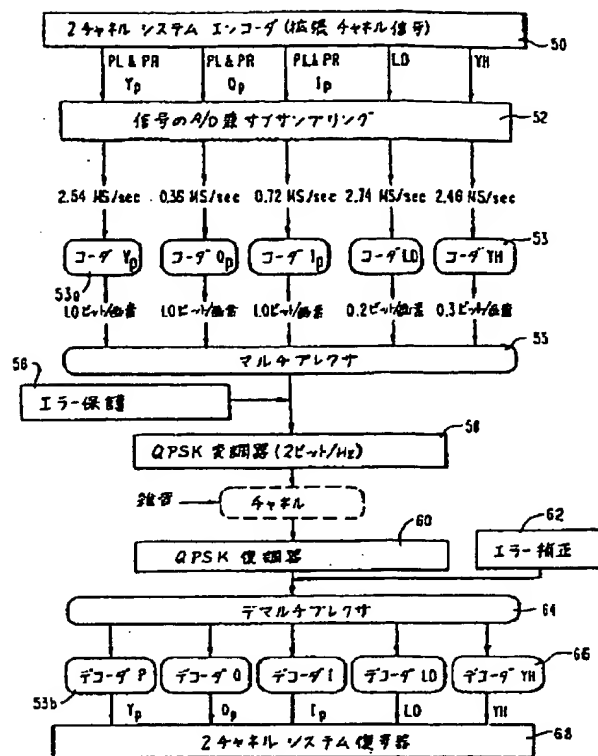 2チャネル システム エンコーダ (拡張チャネル信号)
50
PL & PR PL & PR PL & PR LD YH
Yp Qp Ip
信号のA/D 線サブサンプリング
52
2.54 MS/sec 0.36 MS/sec 0.72 MS/sec 2.74 MS/sec 2.46 MS/sec
コーダ Yp コーダ Qp コーダ Ip コーダ LD コーダ YH
53
53a
1.0ビット/画素 1.0ビット/画素 1.0ビット/画素 0.2ビット/画素 0.3ビット/画素
マルチプレクサ
55
56
エラー保護
58
QPSK 変調器 (2ビット/Hz)
雑音
チャネル
60
62
QPSK 復調器
エラー補正
デマルチプレクサ
64
デコーダ P デコーダ Q デコーダ I デコーダ LD デコーダ YH
66
53b
Yp Qp Ip LD YH
2チャネル システム復号器
68